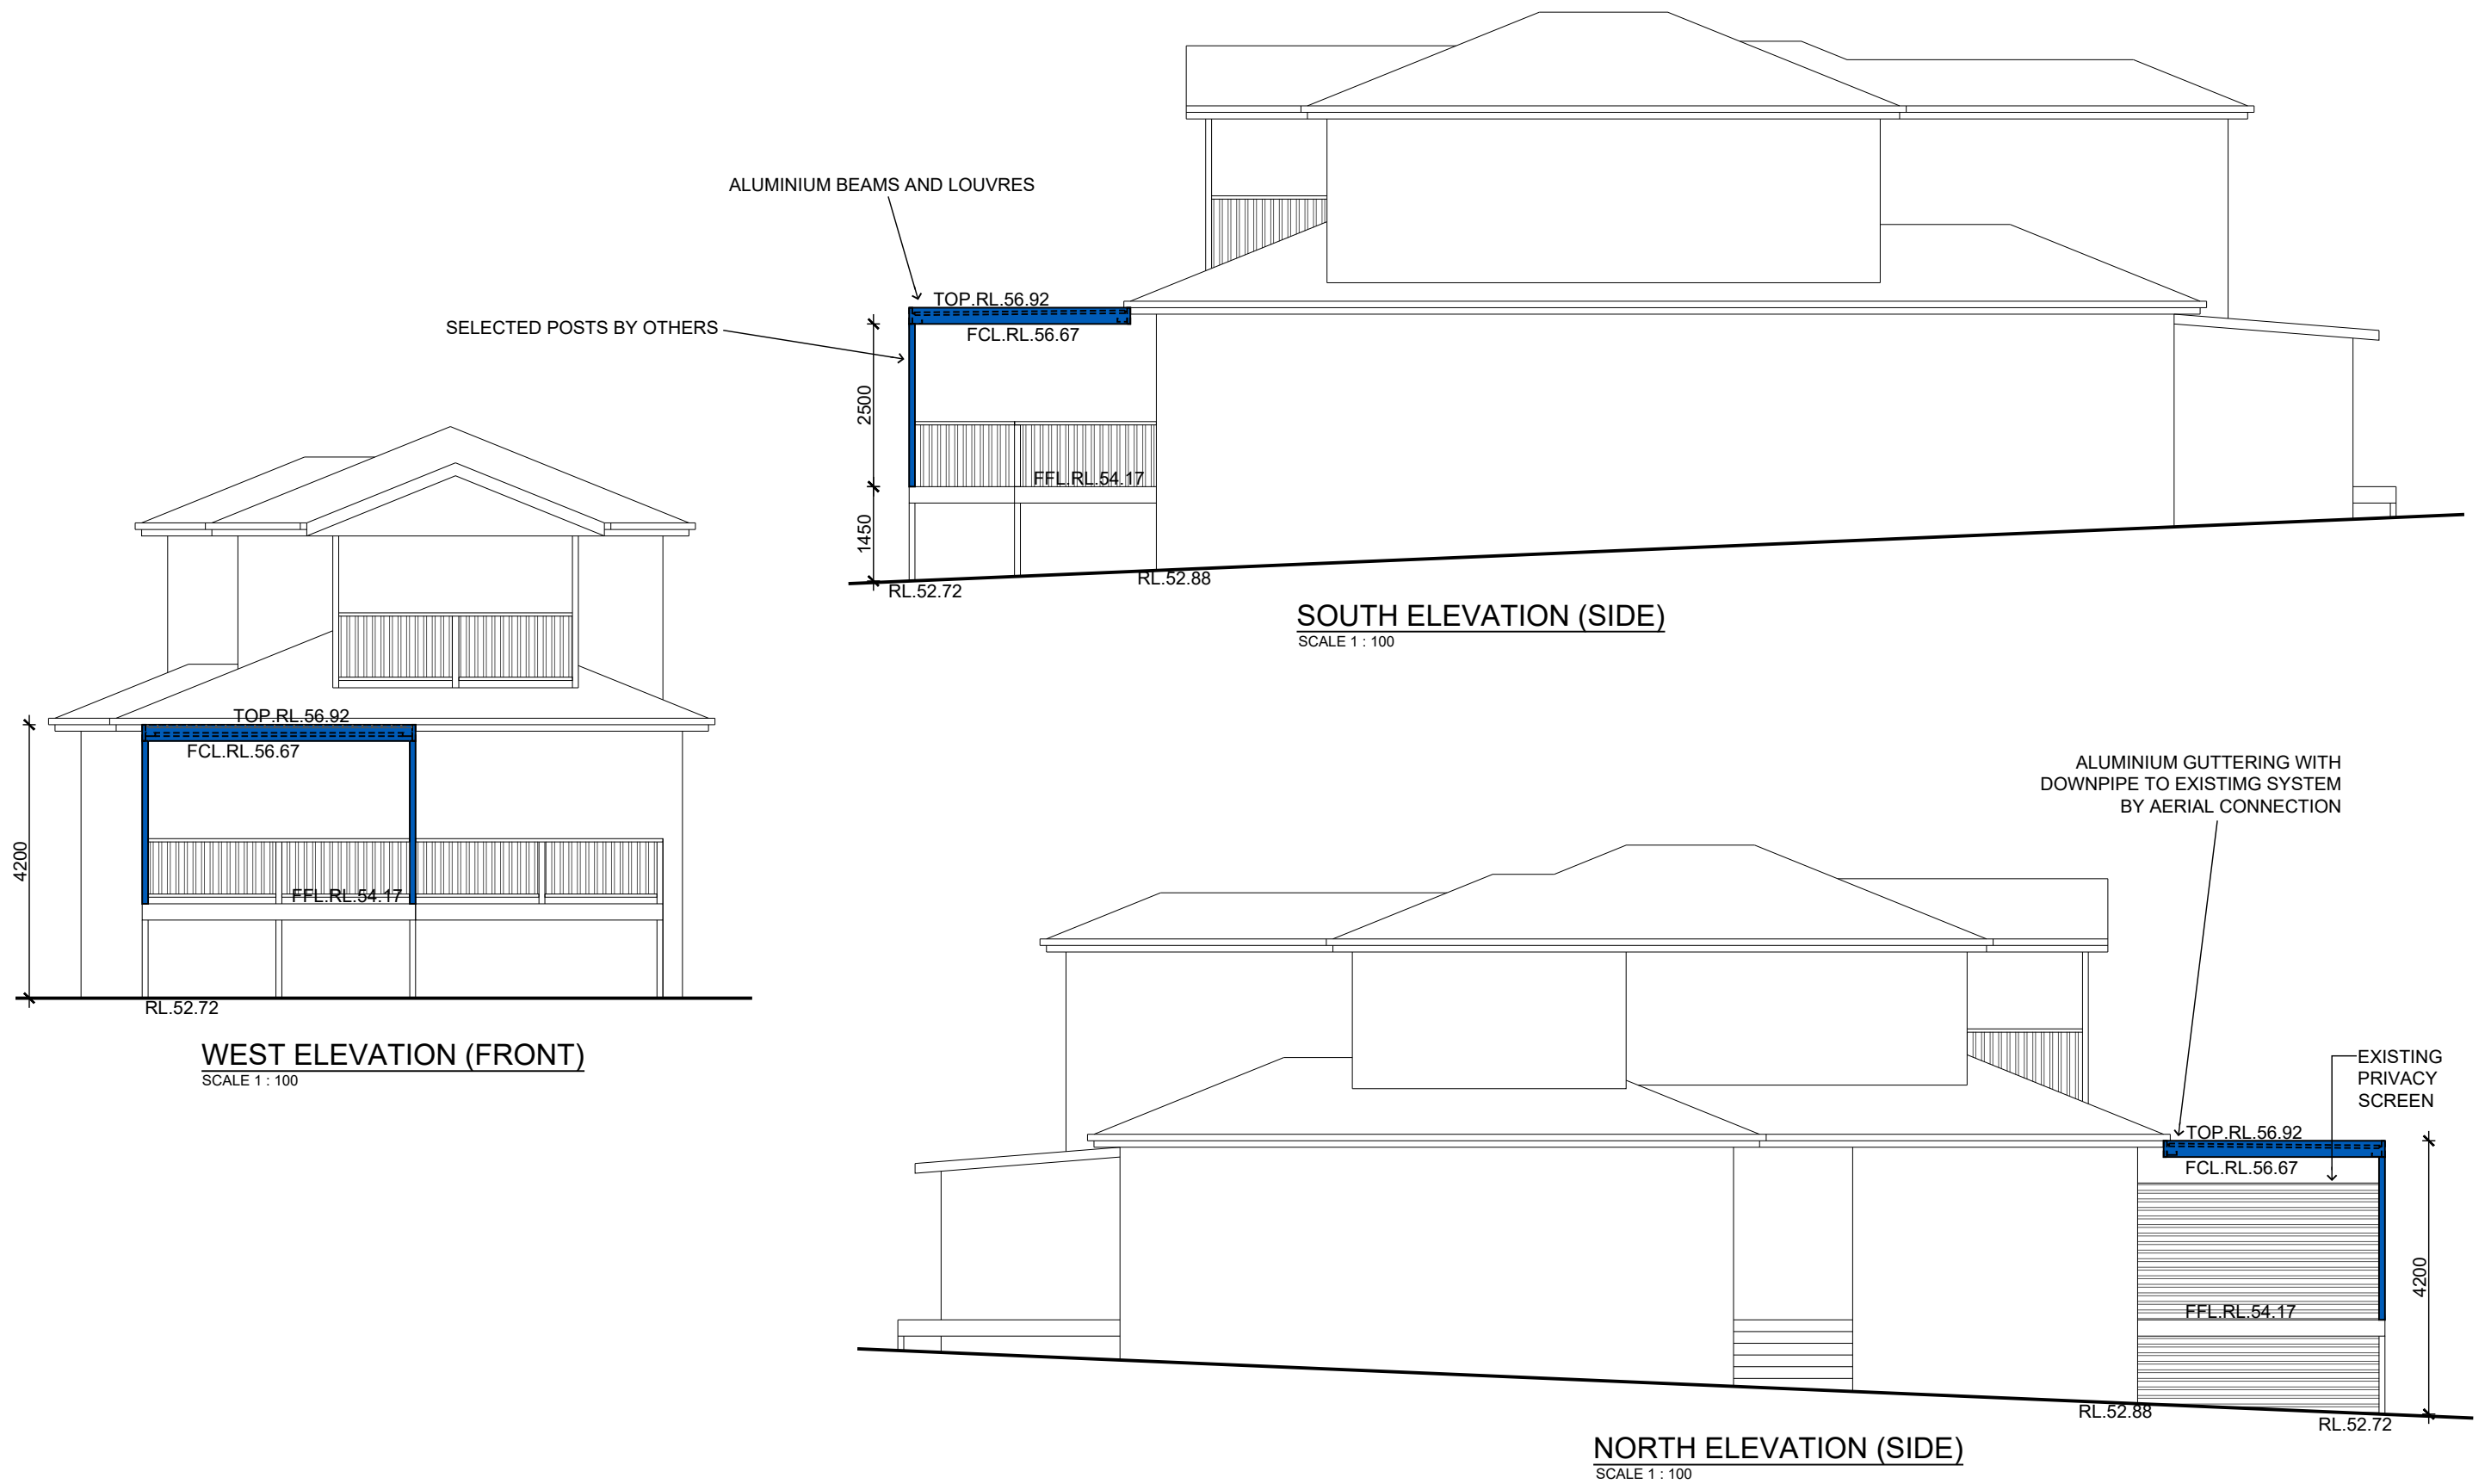 ALUMINIUM BEAMS AND LOUVRES
SELECTED POSTS BY OTHERS
TOP.RL.56.92
FCL.RL.56.67
2500
FFL.RL.54.17
1450
RL.52.72
RL.52.88
SOUTH ELEVATION (SIDE)
SCALE 1 : 100
TOP.RL.56.92
FCL.RL.56.67
4200
FFL.RL.54.17
RL.52.72
WEST ELEVATION (FRONT)
SCALE 1 : 100
ALUMINIUM GUTTERING WITH
DOWNPIPE TO EXISTIMG SYSTEM
BY AERIAL CONNECTION
EXISTING
PRIVACY
SCREEN
TOP.RL.56.92
FCL.RL.56.67
4200
FFL.RL.54.17
RL.52.88
RL.52.72
NORTH ELEVATION (SIDE)
SCALE 1 : 100